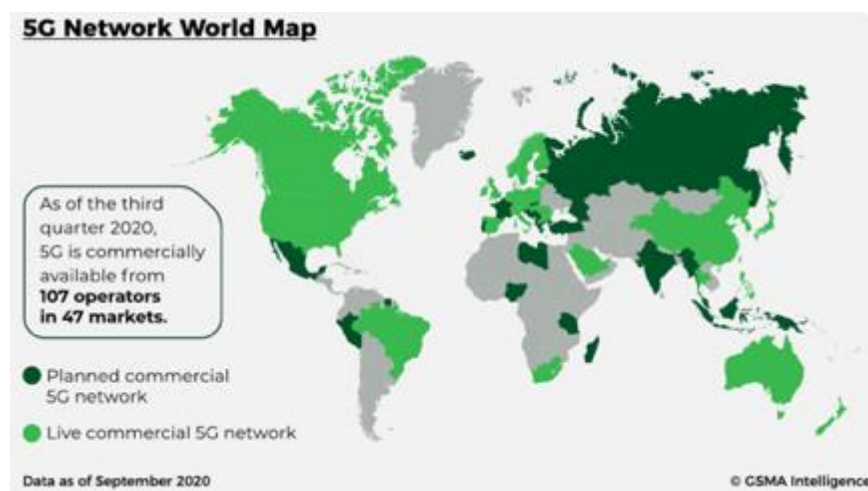 5G Network World Map
As of the third
quarter 2020,
5G is commercially
available from
107 operators
in 47 markets.
Planned commercial
5G network
Live commercial 5G network
Data as of September 2020
© GSMA Intelligence